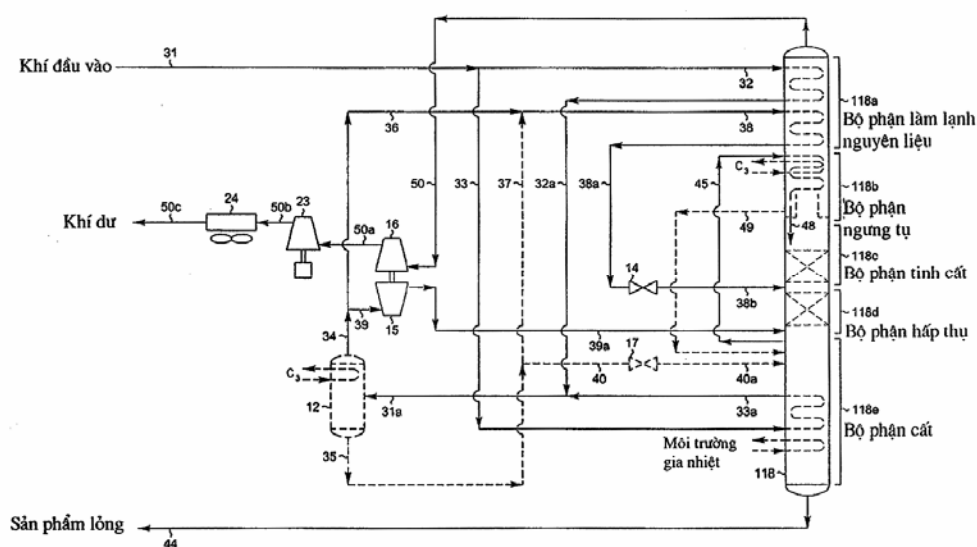 31
Khí đầu vào
32
118a
Bộ phận làm lạnh
nguyên liệu
36
38
50
33
37
32a
38a
45
C3
118b
Bộ phận
ngưng tụ
50c
24
50b
23
50a
16
Khí dư
49
48
118c
Bộ phận tinh cất
14
38b
118d
Bộ phận hấp thụ
39
15
34
39a
17
C3
40
40a
12
31a
33a
118e
Bộ phận cất
Môi trường
gia nhiệt
35
118
Sản phẩm lỏng
44